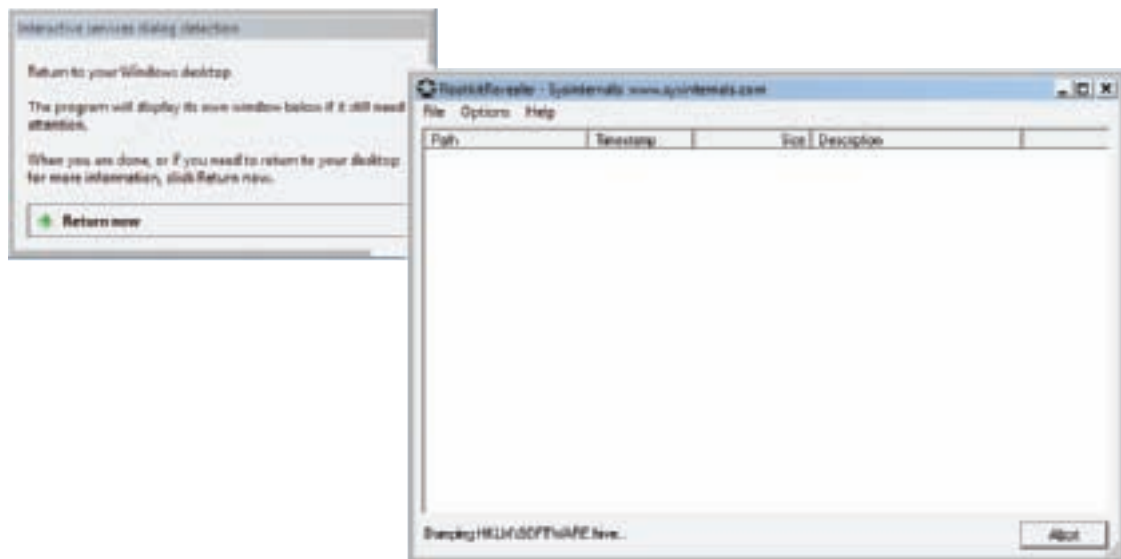 Interactive services dialog detection
Return to your Windows desktop
The program will display its own window below if it still need
attention.
When you are done, or if you need to return to your desktop
for more information, click Return now.
Return now
RootkitRevealer - Sysinternals: www.sysinternals.com
File Options Help
Path Timestamp Size Description
Dumping HKLM\SOFTWARE hive...
Abort